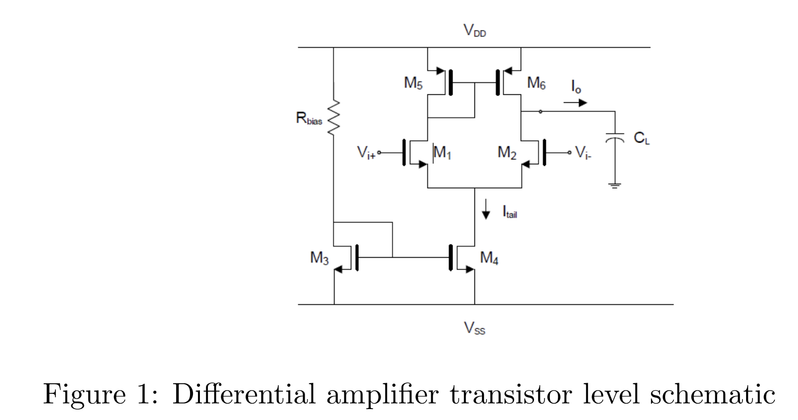 VDD
M5
M6
Io
Rbias
CL
Vi+
M1
M2
Vi-
Itail
M3
M4
VSS
Figure 1: Differential amplifier transistor level schematic